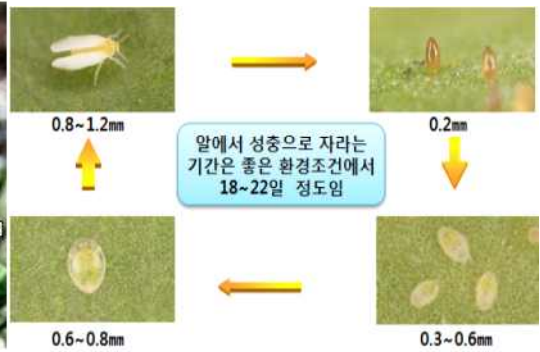 0.8~1.2㎜
0.2㎜
알에서 성충으로 자라는
기간은 좋은 환경조건에서
18~22일 정도임
0.6~0.8㎜
0.3~0.6㎜